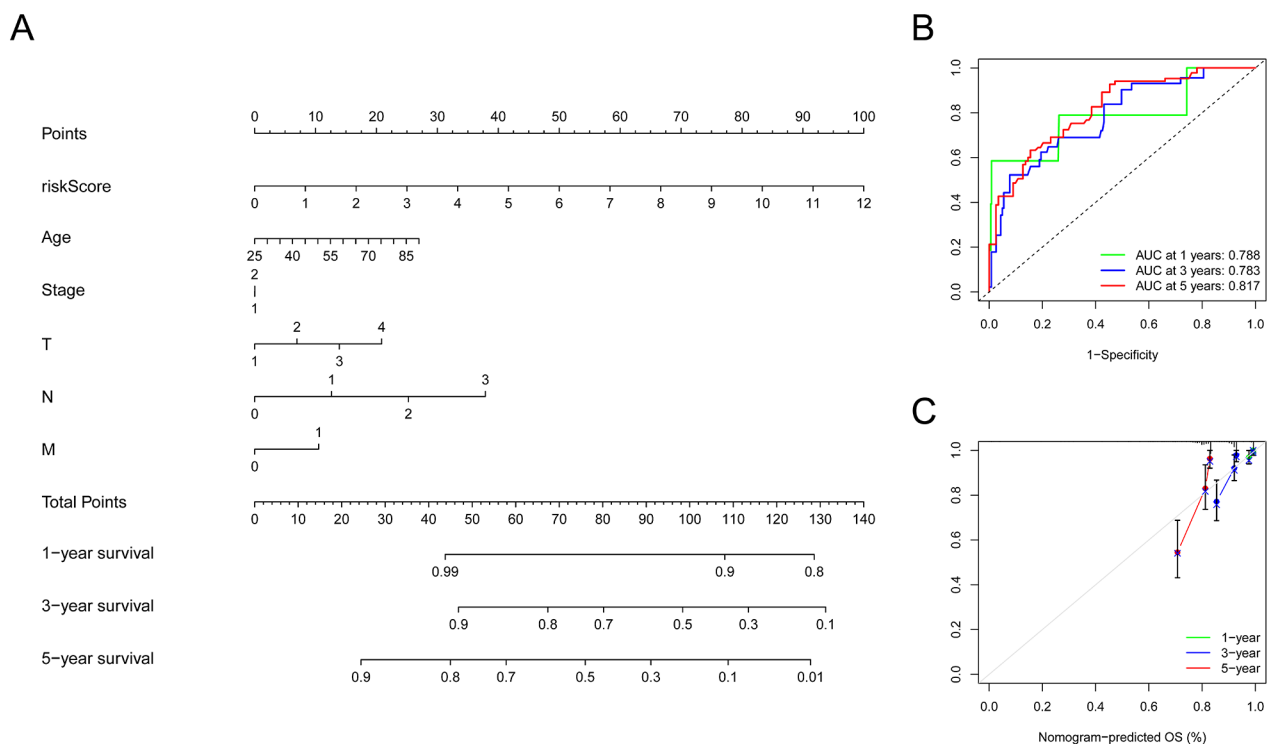 A
Points
0 10 20 30 40 50 60 70 80 90 100
riskScore
0 1 2 3 4 5 6 7 8 9 10 11 12
Age
25 40 55 70 85
2
Stage
1
2 4
T
1 3
1 3
N
0 2
1
M
0
Total Points
0 10 20 30 40 50 60 70 80 90 100 110 120 130 140
1−year survival
0.99 0.9 0.8
3−year survival
0.9 0.8 0.7 0.5 0.3 0.1
5−year survival
0.9 0.8 0.7 0.5 0.3 0.1 0.01
B
1.0
0.8
0.6
0.4
0.2
0.0
AUC at 1 years: 0.788
AUC at 3 years: 0.783
AUC at 5 years: 0.817
0.0 0.2 0.4 0.6 0.8 1.0
1−Specificity
C
1.0
0.8
0.6
0.4
0.2
0.0
1−year
3−year
5−year
0.0 0.2 0.4 0.6 0.8 1.0
Nomogram−predicted OS (%)